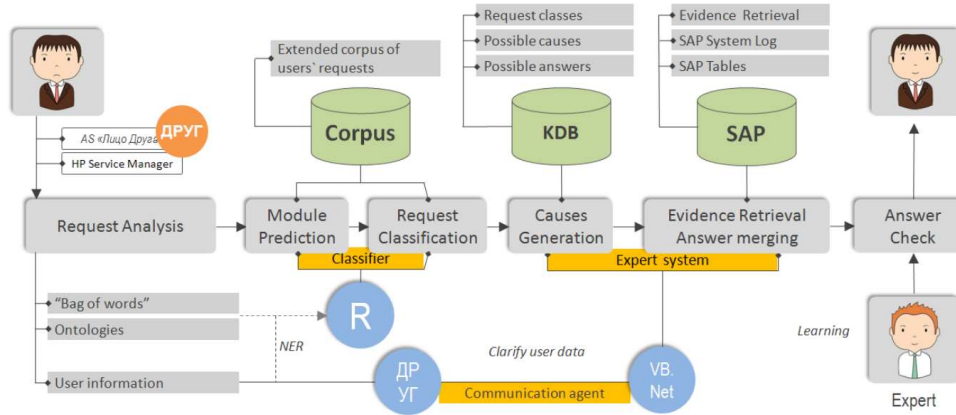 Request classes
Possible causes
Possible answers
Evidence Retrieval
SAP System Log
SAP Tables
Extended corpus of
users` requests
Corpus
KDB
SAP
AS «Лицо Друга
ДРУГ
HP Service Manager
Request Analysis
Module
Prediction
Request
Classification
Causes
Generation
Evidence Retrieval
Answer merging
Answer
Check
Classifier
Expert system
“Bag of words”
Ontologies
User information
R
NER
ДР
УГ
Clarify user data
Communication agent
VB.
Net
Learning
Expert